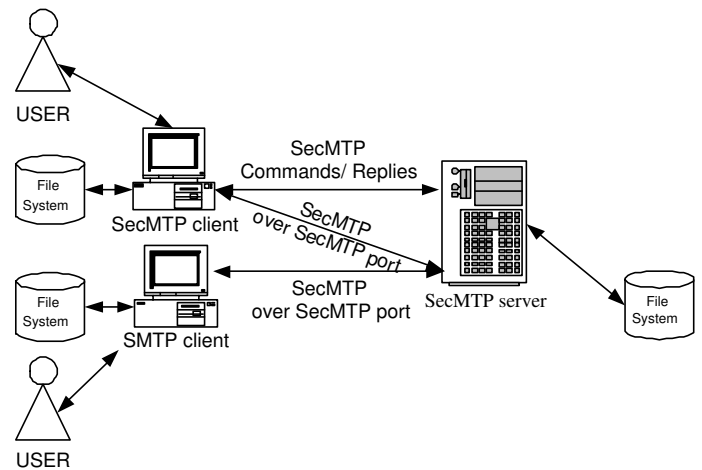 USER
SecMTP
Commands/ Replies
File
System
SecMTP client
SecMTP
over SecMTP port
File
System
SMTP client
SecMTP
over SecMTP port
SecMTP server
File
System
USER